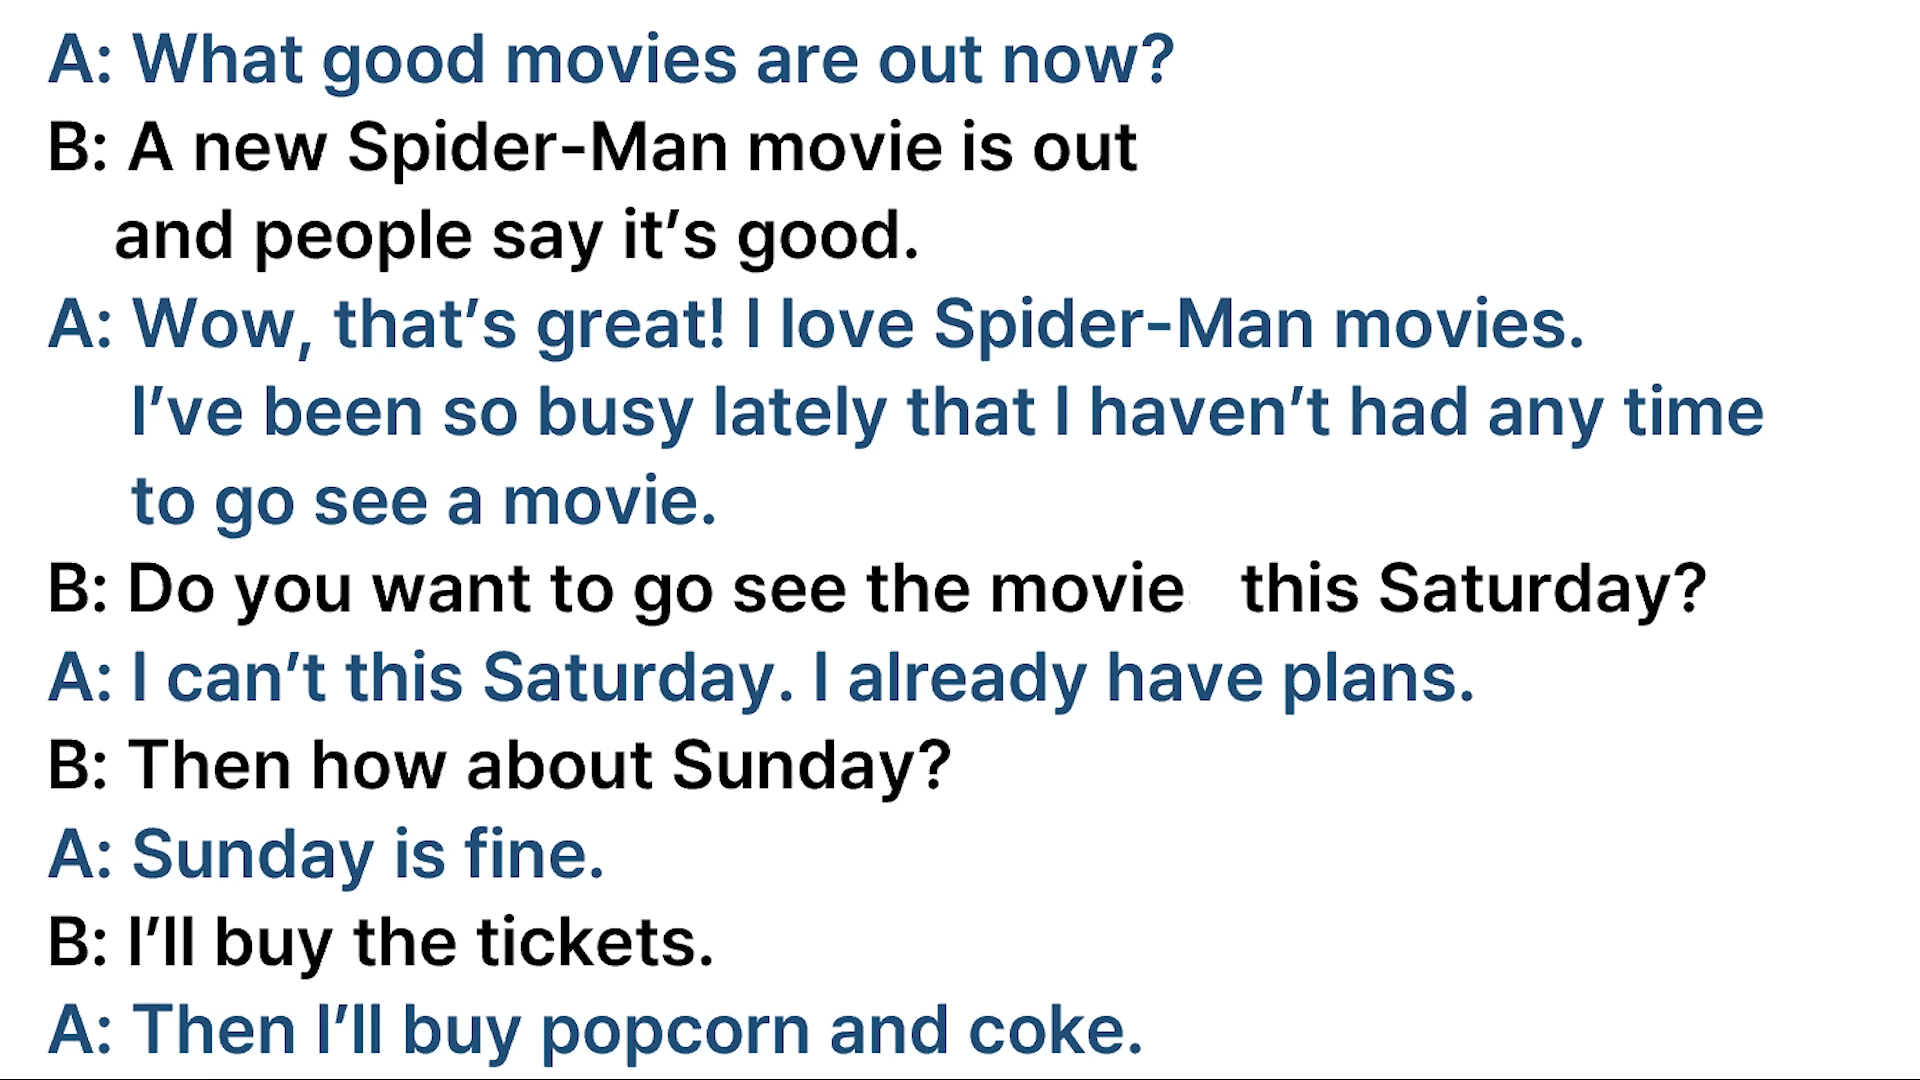 A: What good movies are out now?
B: A new Spider-Man movie is out
and people say it’s good.
A: Wow, that’s great! I love Spider-Man movies.
I’ve been so busy lately that I haven’t had any time
to go see a movie.
B: Do you want to go see the movie this Saturday?
A: I can’t this Saturday. I already have plans.
B: Then how about Sunday?
A: Sunday is fine.
B: I’ll buy the tickets.
A: Then I’ll buy popcorn and coke.